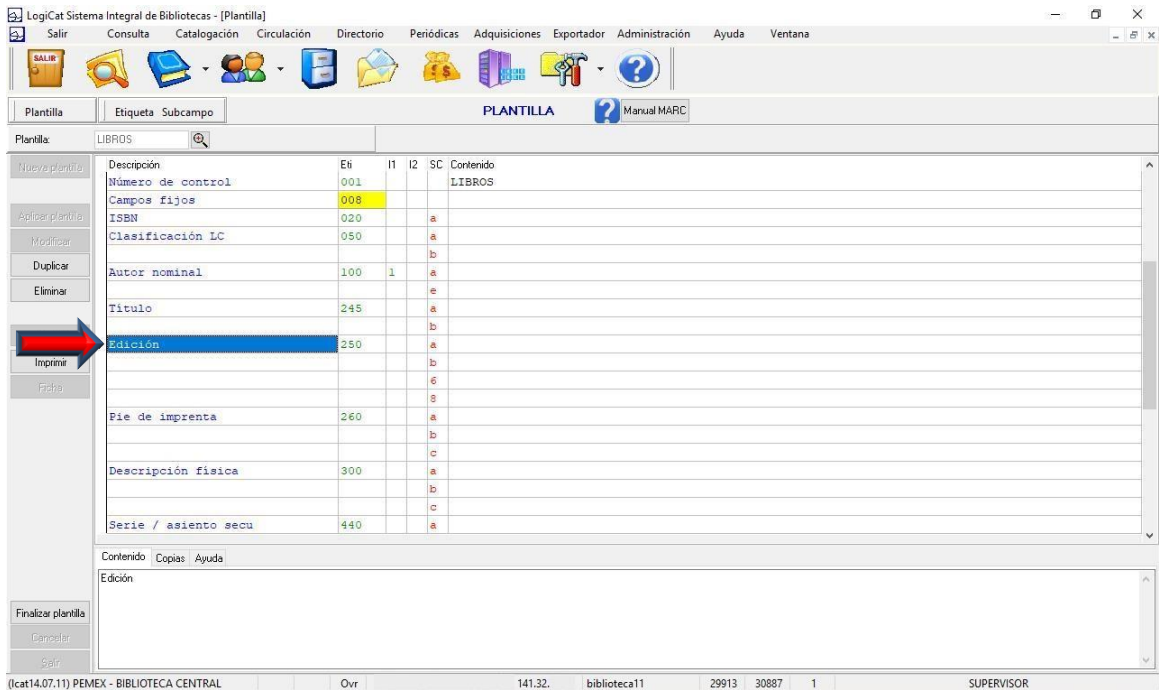 LogiCat Sistema Integral de Bibliotecas - [Plantilla]
Salir Consulta Catalogación Circulación Directorio Periódicas Adquisiciones Exportador Administración Ayuda Ventana
SALIR
Plantilla Etiqueta Subcampo PLANTILLA Manual MARC
Plantilla: LIBROS
Nueva plantilla
Aplicar plantilla
Modificar
Duplicar
Eliminar
Imprimir
Ficha
Descripción Eti I1 I2 SC Contenido
Número de control 001 LIBROS
Campos fijos 008
ISBN 020 a
Clasificación LC 050 a
b
Autor nominal 100 1 a
e
Título 245 a
b
Edición 250 a
b
6
8
Pie de imprenta 260 a
b
c
Descripción física 300 a
b
c
Serie / asiento secu 440 a
Contenido Copias Ayuda
Edición
Finalizar plantilla
Cancelar
Salir
(lcat14.07.11) PEMEX - BIBLIOTECA CENTRAL Ovr 141.32. biblioteca11 29913 30887 1 SUPERVISOR